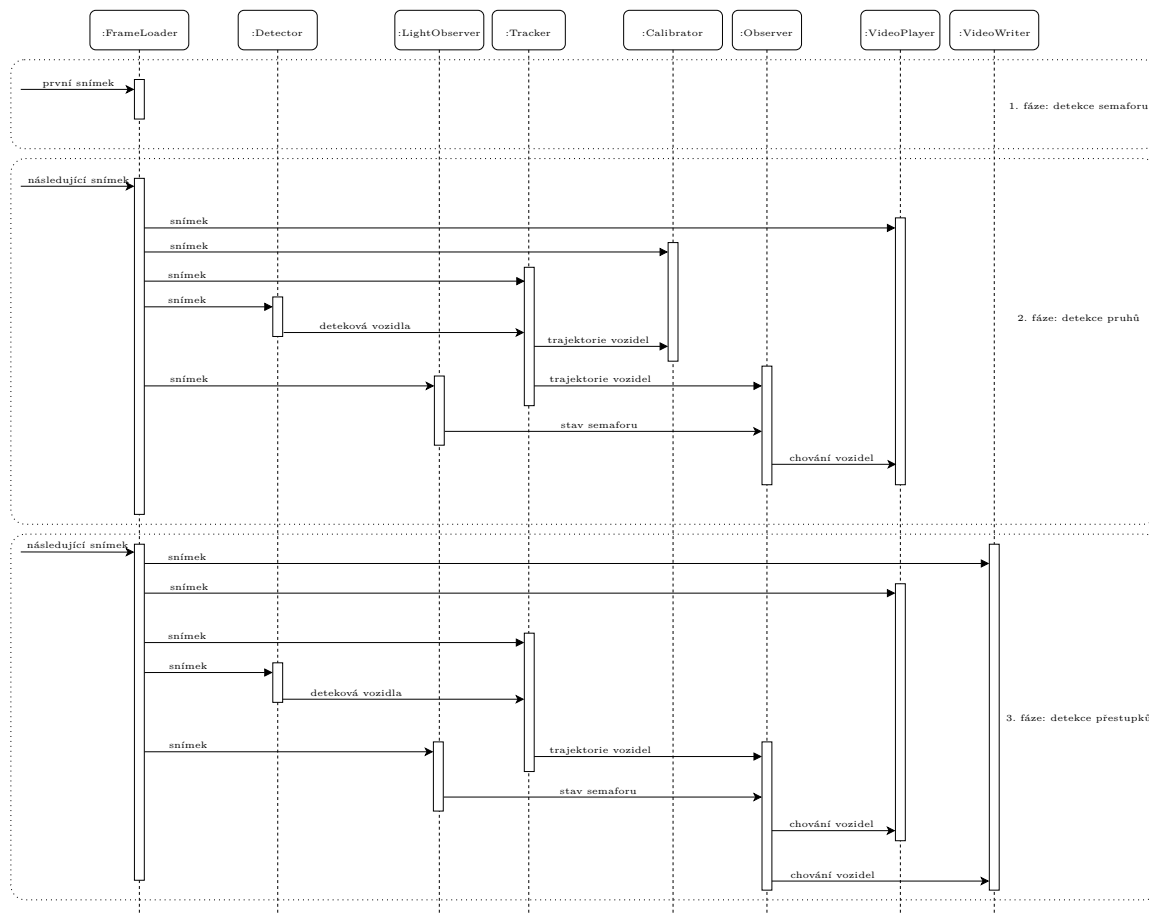 :FrameLoader
:Detector
:LightObserver
:Tracker
:Calibrator
:Observer
:VideoPlayer
:VideoWriter
první snímek
1. fáze: detekce semaforu
následující snímek
snímek
snímek
snímek
snímek
deteková vozidla
trajektorie vozidel
snímek
trajektorie vozidel
stav semaforu
chování vozidel
2. fáze: detekce pruhů
následující snímek
snímek
snímek
snímek
snímek
deteková vozidla
3. fáze: detekce přestupků
snímek
trajektorie vozidel
stav semaforu
chování vozidel
chování vozidel